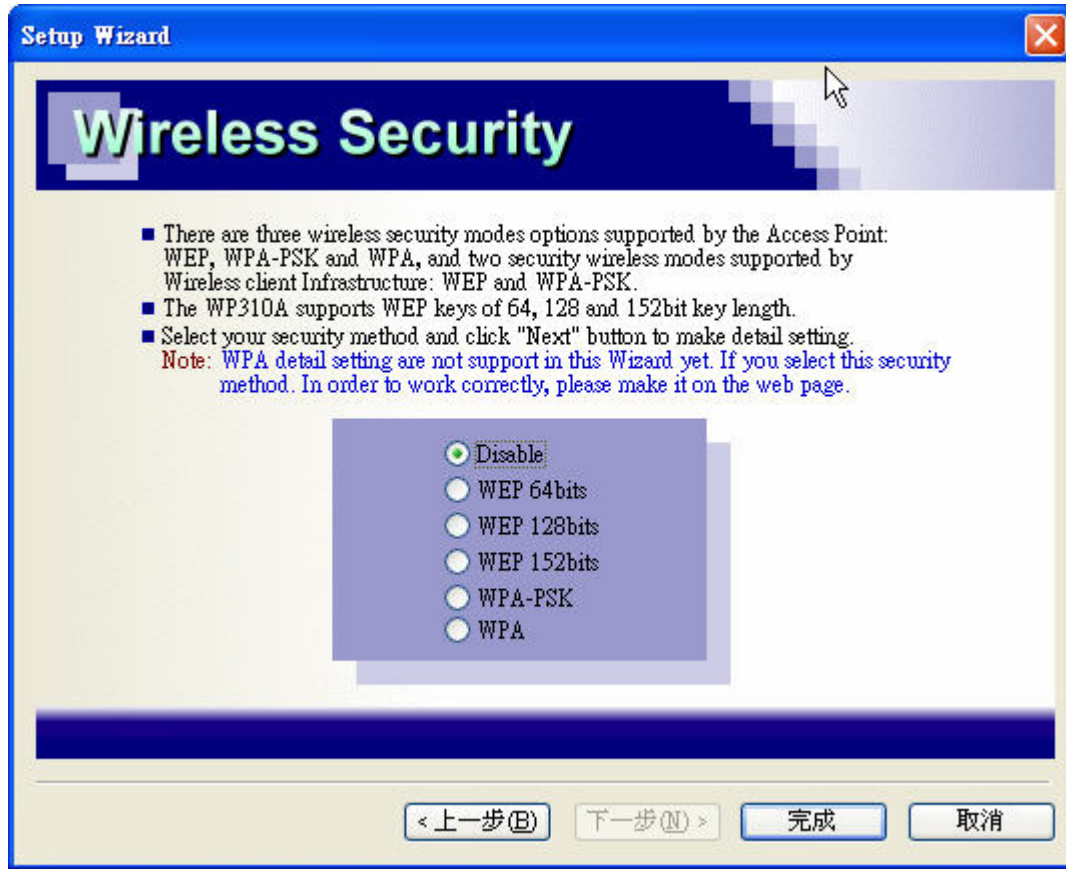 Setup Wizard
Wireless Security
There are three wireless security modes options supported by the Access Point:
WEP, WPA-PSK and WPA, and two security wireless modes supported by
Wireless client Infrastructure: WEP and WPA-PSK.
The WP310A supports WEP keys of 64, 128 and 152bit key length.
Select your security method and click "Next" button to make detail setting.
Note: WPA detail setting are not support in this Wizard yet. If you select this security
method. In order to work correctly, please make it on the web page.
Disable
WEP 64bits
WEP 128bits
WEP 152bits
WPA-PSK
WPA
<上一步(B) 下一步(N)> 完成 取消